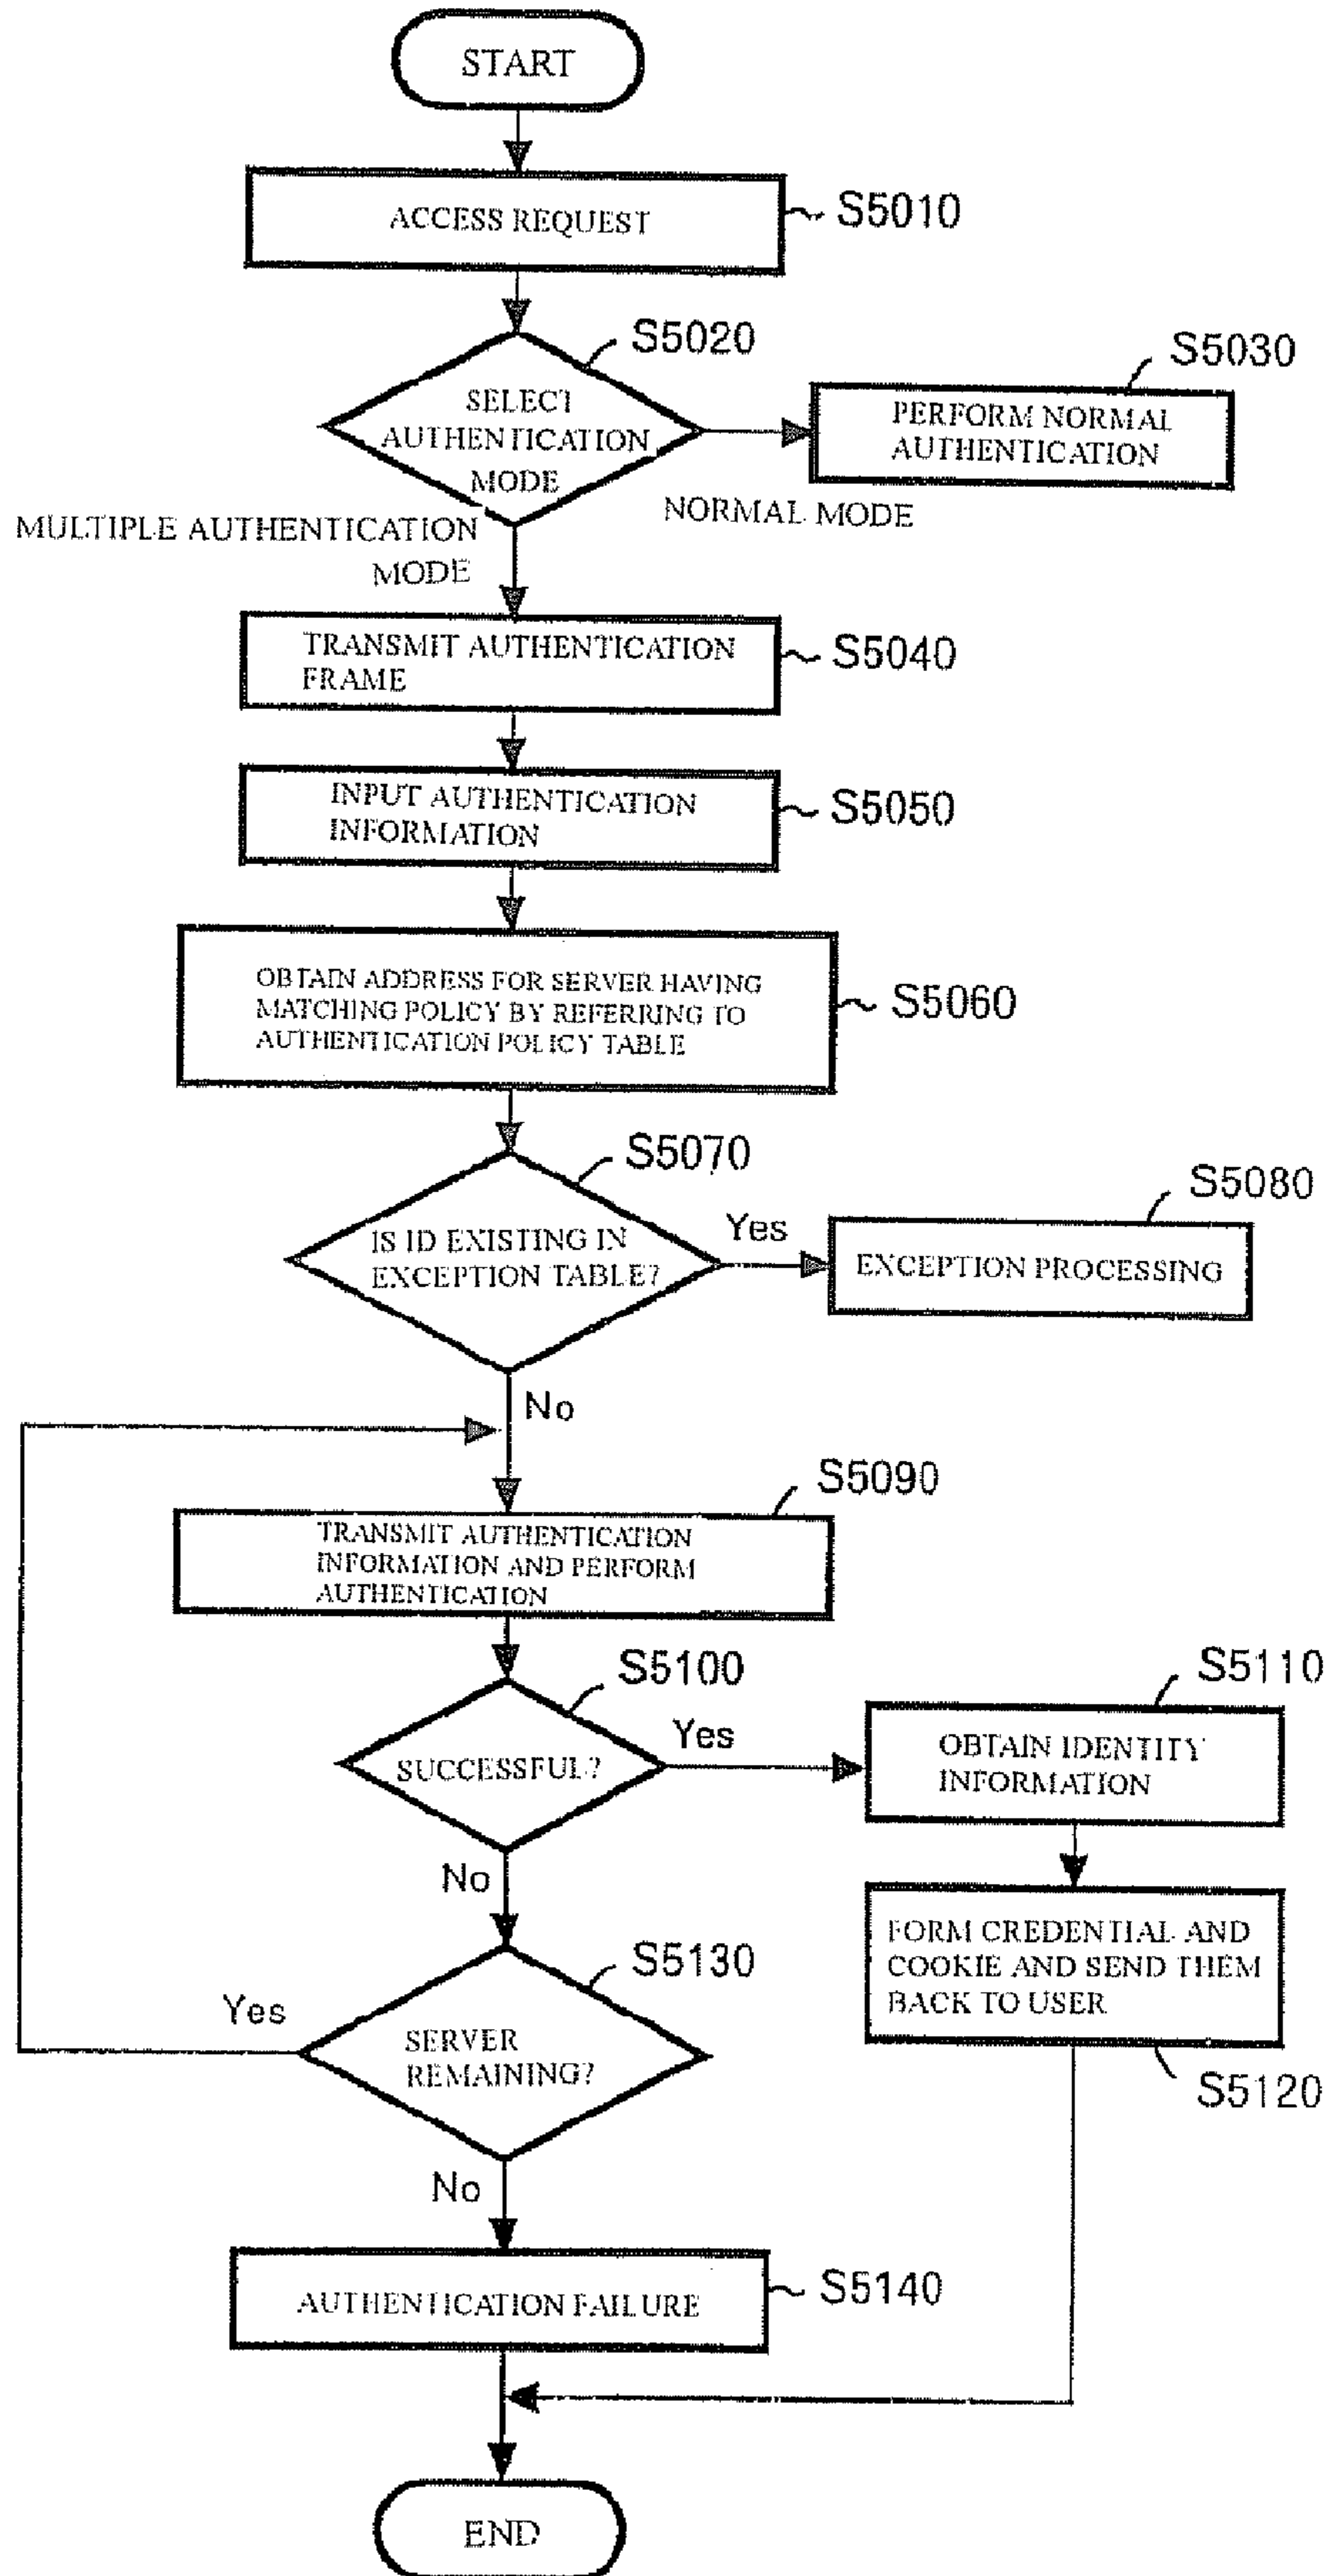 START
ACCESS REQUEST
S5010
S5020
SELECT
AUTHENTICATION
MODE
S5030
PERFORM NORMAL
AUTHENTICATION
NORMAL MODE
MULTIPLE AUTHENTICATION
MODE
TRANSMIT AUTHENTICATION
FRAME
S5040
INPUT AUTHENTICATION
INFORMATION
S5050
OBTAIN ADDRESS FOR SERVER HAVING
MATCHING POLICY BY REFERRING TO
AUTHENTICATION POLICY TABLE
S5060
S5070
IS ID EXISTING IN
EXCEPTION TABLE?
Yes
S5080
EXCEPTION PROCESSING
No
S5090
TRANSMIT AUTHENTICATION
INFORMATION AND PERFORM
AUTHENTICATION
S5100
SUCCESSFUL?
Yes
S5110
OBTAIN IDENTITY
INFORMATION
No
FORM CREDENTIAL AND
COOKIE AND SEND THEM
BACK TO USER
S5120
S5130
SERVER
REMAINING?
Yes
No
AUTHENTICATION FAILURE
S5140
END